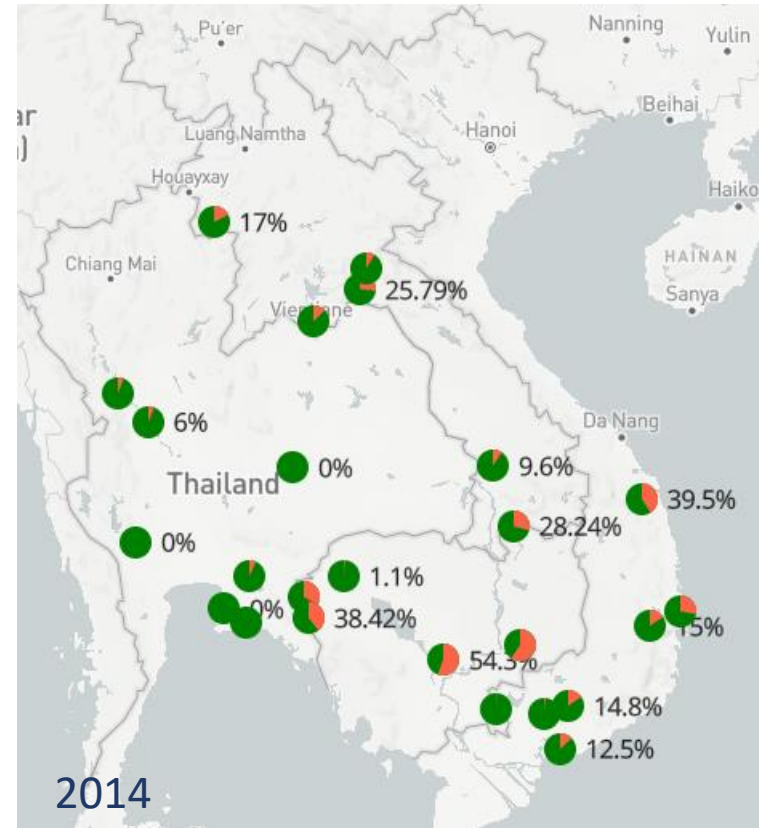 Pu'er
Nanning
Yulin
ar
)
Luang Namtha
Hanoi
Beihai
Houayxay
Haiko
17%
HAINAN
Chiang Mai
25.79%
Sanya
Vientiane
6%
Da Nang
0%
9.6%
Thailand
39.5%
28.24%
0%
1.1%
0%
38.42%
15%
54.3%
14.8%
12.5%
2014